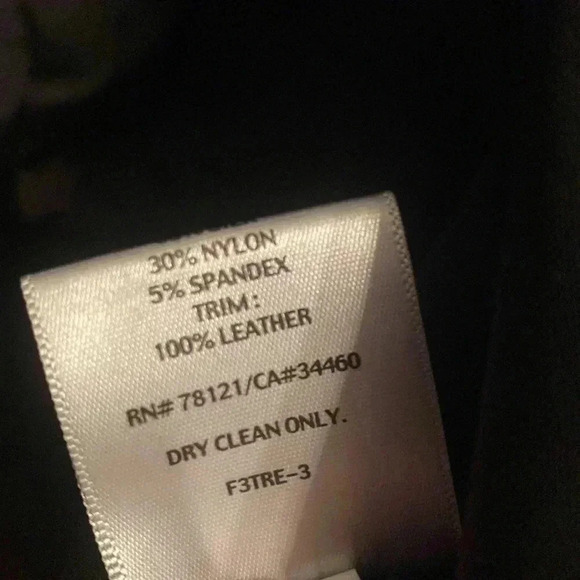 30% NYLON
5% SPANDEX
TRIM:
100% LEATHER
RN# 78121/CA#34460
DRY CLEAN ONLY.
F3TRE-3